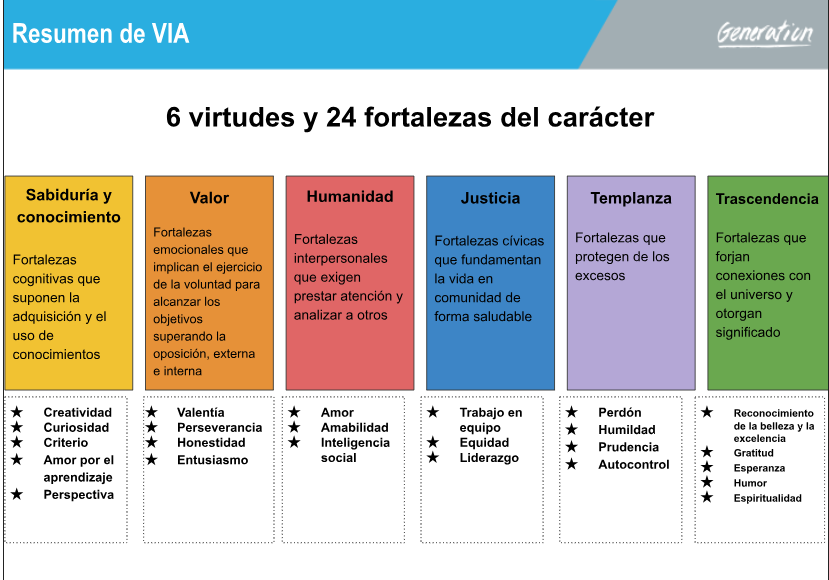 Resumen de VIA
Generation
6 virtudes y 24 fortalezas del carácter
Sabiduría y
conocimiento
Fortalezas
cognitivas que
suponen la
adquisición y el
uso de
conocimientos
Valor
Fortalezas
emocionales que
implican el ejercicio
de la voluntad para
alcanzar los
objetivos
superando la
oposición, externa
e interna
Humanidad
Fortalezas
interpersonales
que exigen
prestar atención y
analizar a otros
Justicia
Fortalezas cívicas
que fundamentan
la vida en
comunidad de
forma saludable
Templanza
Fortalezas que
protegen de los
excesos
Trascendencia
Fortalezas que
forjan
conexiones con
el universo y
otorgan
significado
★ Creatividad
★ Curiosidad
★ Criterio
★ Amor por el
aprendizaje
★ Perspectiva
★ Valentía
★ Perseverancia
★ Honestidad
★ Entusiasmo
★ Amor
★ Amabilidad
★ Inteligencia
social
★ Trabajo en
equipo
★ Equidad
★ Liderazgo
★ Perdón
★ Humildad
★ Prudencia
★ Autocontrol
★ Reconocimiento
de la belleza y la
excelencia
★ Gratitud
★ Esperanza
★ Humor
★ Espiritualidad